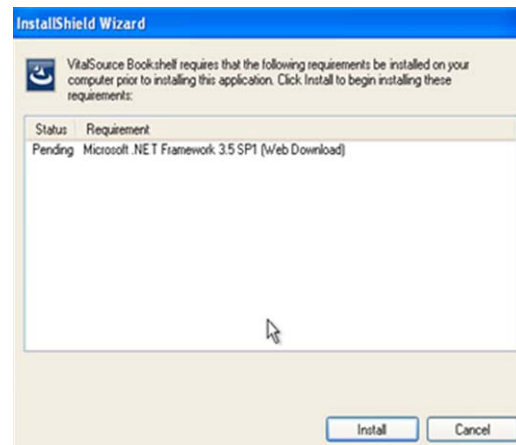 InstallShield Wizard
VitalSource Bookshelf requires that the following requirements be installed on your
computer prior to installing this application. Click Install to begin installing these
requirements:
Status Requirement
Pending Microsoft .NET Framework 3.5 SP1 (Web Download)
Install Cancel